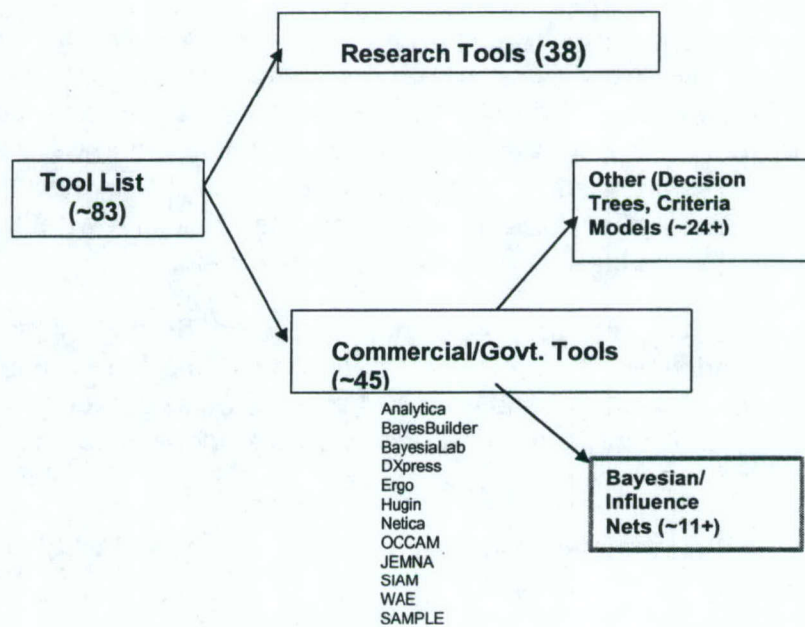 Research Tools (38)
Tool List
(~83)
Other (Decision
Trees, Criteria
Models (~24+)
Commercial/Govt. Tools
(~45)
Analytica
BayesBuilder
BayesiaLab
DXpress
Ergo
Hugin
Netica
OCCAM
JEMNA
SIAM
WAE
SAMPLE
Bayesian/
Influence
Nets (~11+)